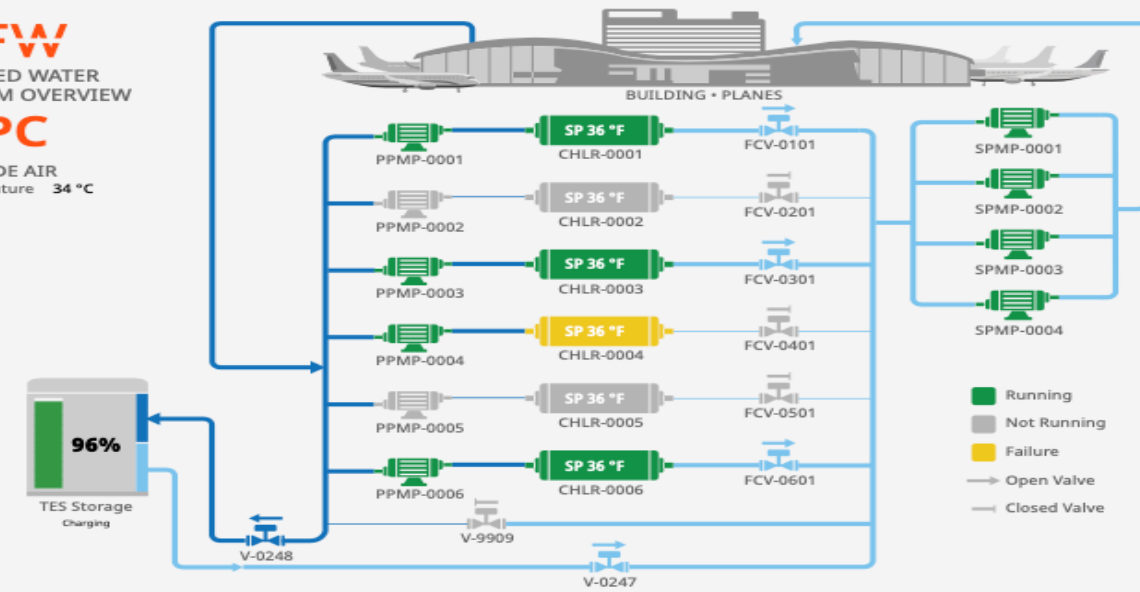 FW
ED WATER
M OVERVIEW
PC
DE AIR
ture 34 °C
BUILDING • PLANES
PPMP-0001
SP 36 °F
CHLR-0001
FCV-0101
PPMP-0002
SP 36 °F
CHLR-0002
FCV-0201
PPMP-0003
SP 36 °F
CHLR-0003
FCV-0301
PPMP-0004
SP 36 °F
CHLR-0004
FCV-0401
PPMP-0005
SP 36 °F
CHLR-0005
FCV-0501
PPMP-0006
SP 36 °F
CHLR-0006
FCV-0601
SPMP-0001
SPMP-0002
SPMP-0003
SPMP-0004
96%
TES Storage
Charging
V-0248
V-9909
V-0247
Running
Not Running
Failure
Open Valve
Closed Valve